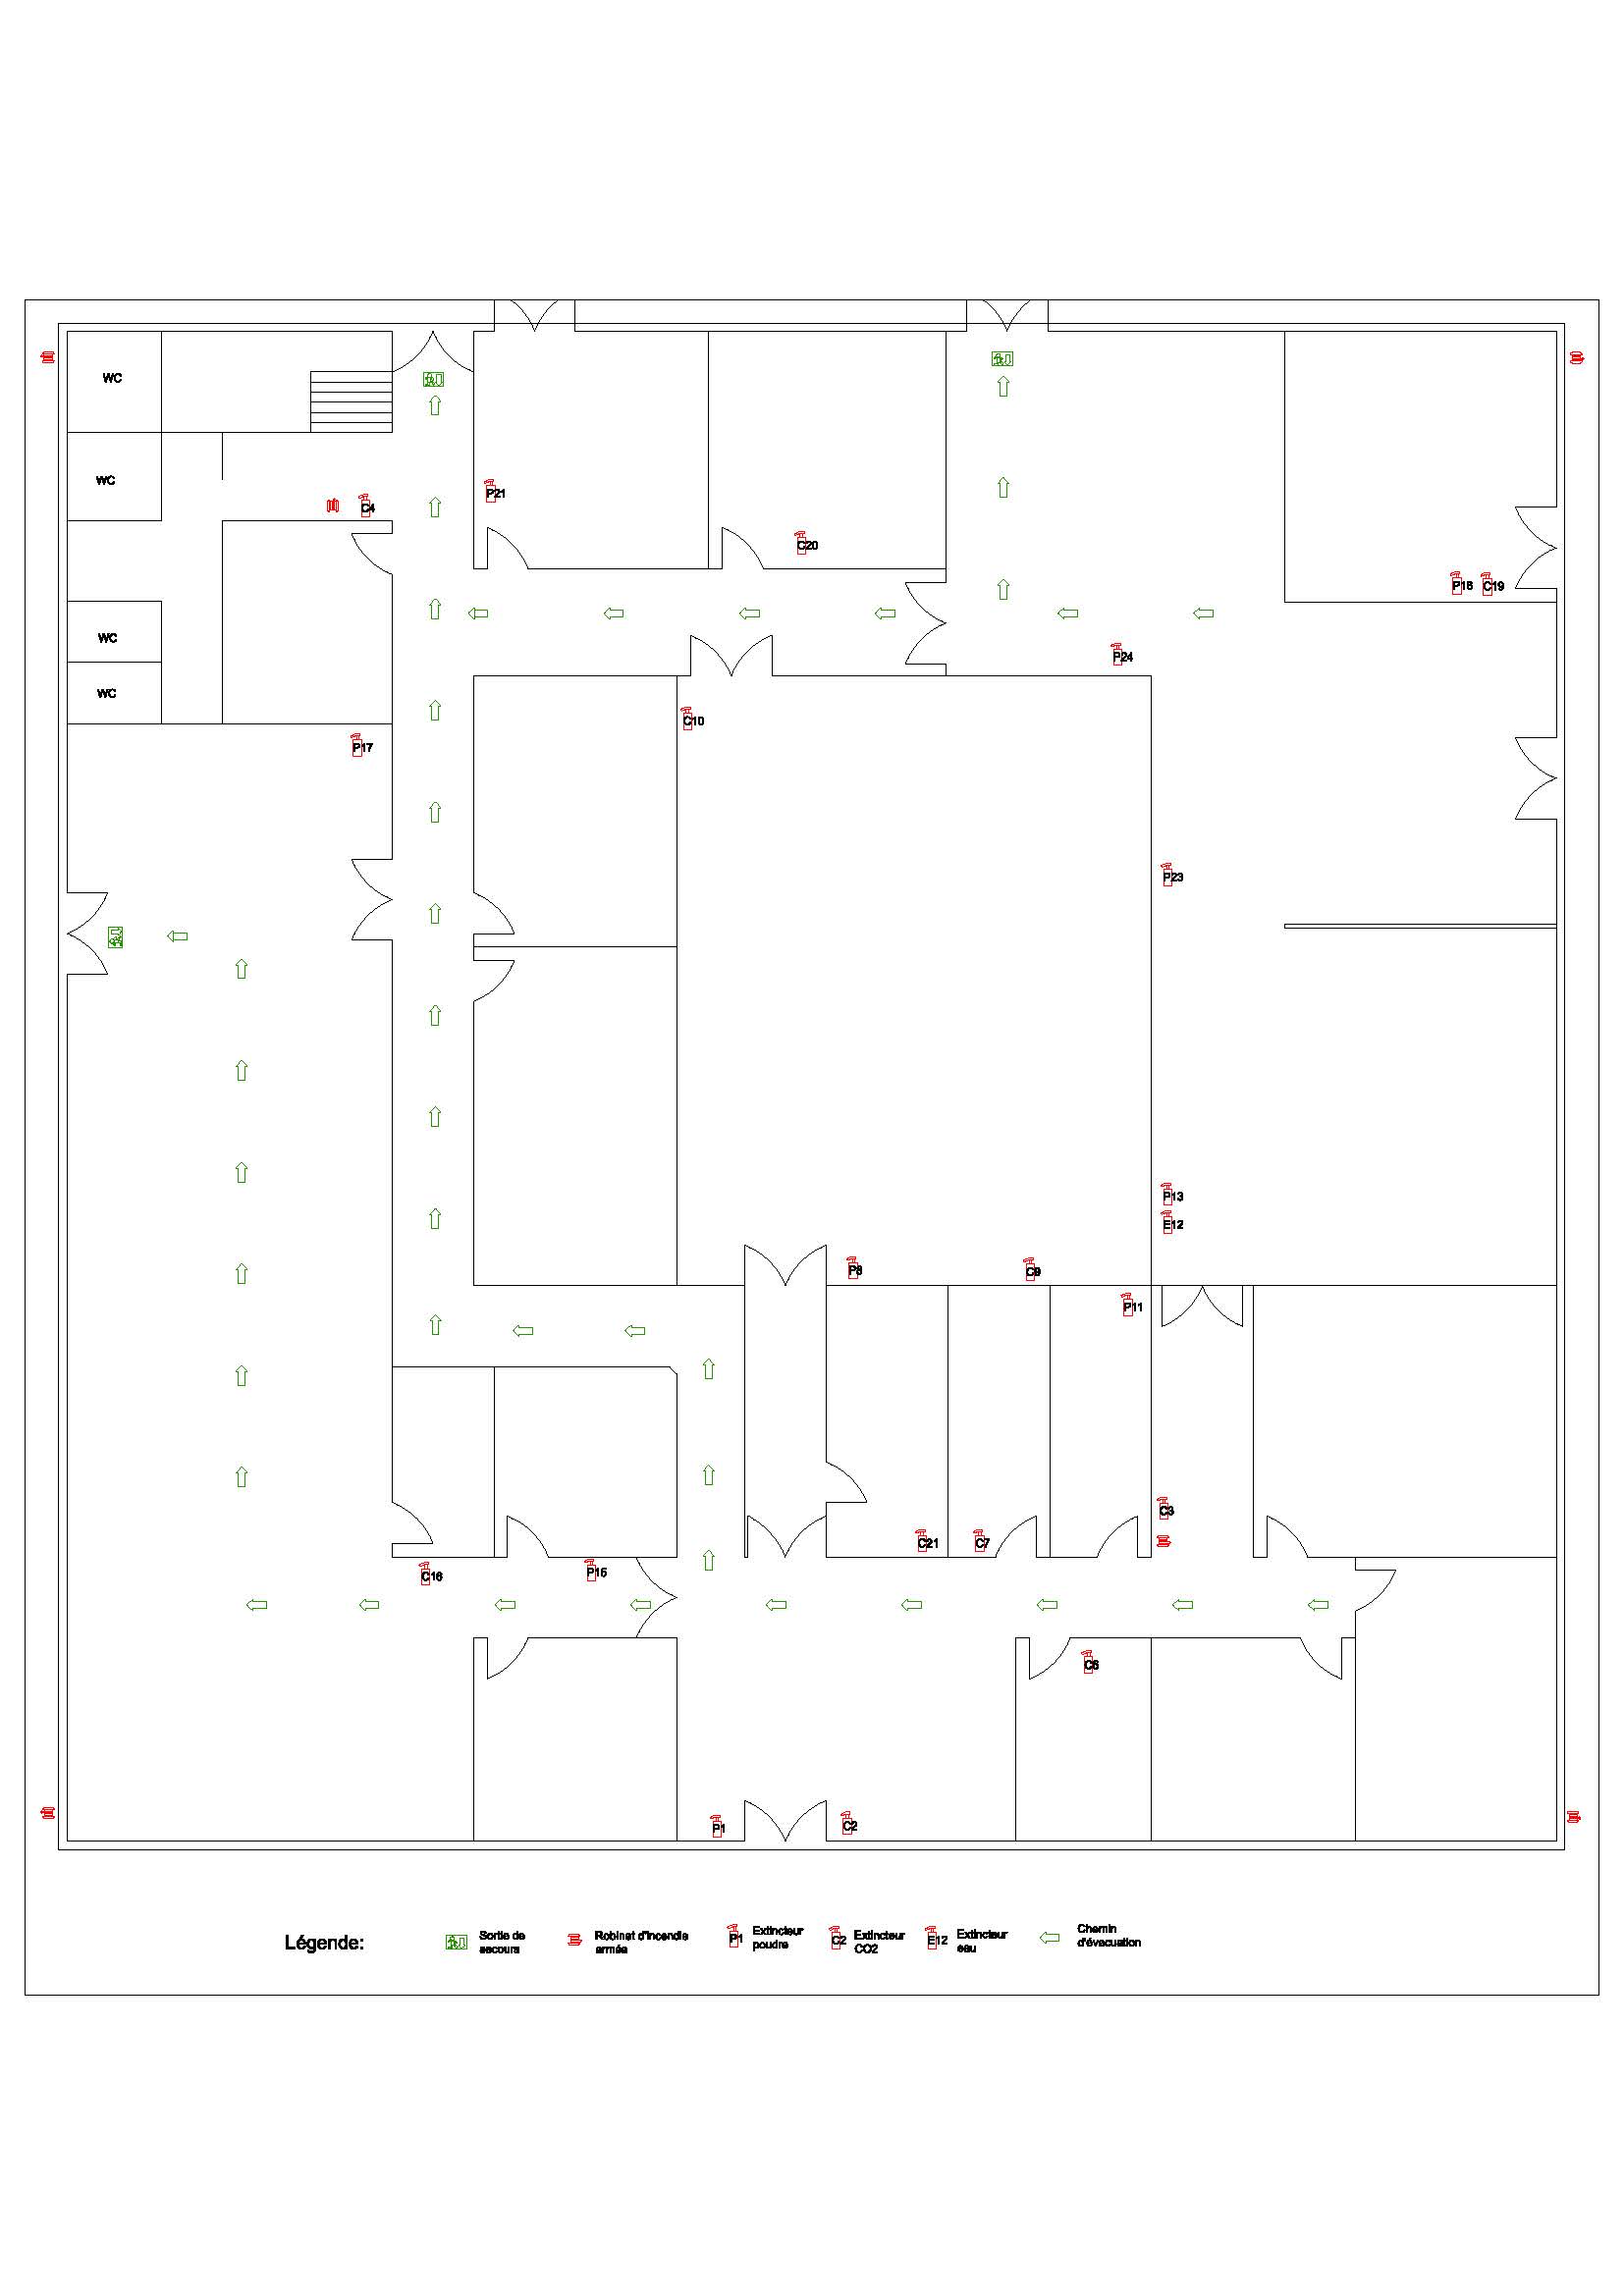 WC
WC
C4
P21
C20
P18
C19
WC
P24
WC
C10
P17
P23
P13
E12
P8
C9
P11
C3
C21
C7
C16
P15
C6
P1
C2
Légende:
Sortie de
secours
Robinet d'incendie
armée
P1
Extincteur
poudre
C2
Extincteur
CO2
E12
Extincteur
eau
Chemin
d'évacuation